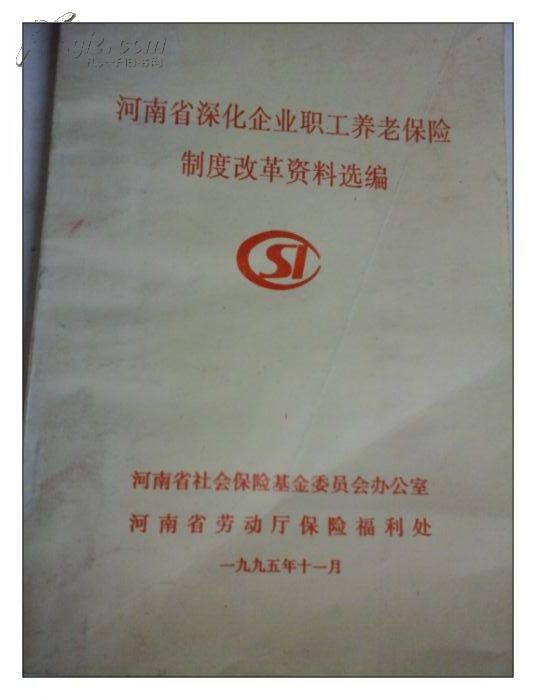 河南省深化企业职工养老保险
制度改革资料选编
CSI
河南省社会保险基金委员会办公室
河南省劳动厅保险福利处
一九九五年十一月